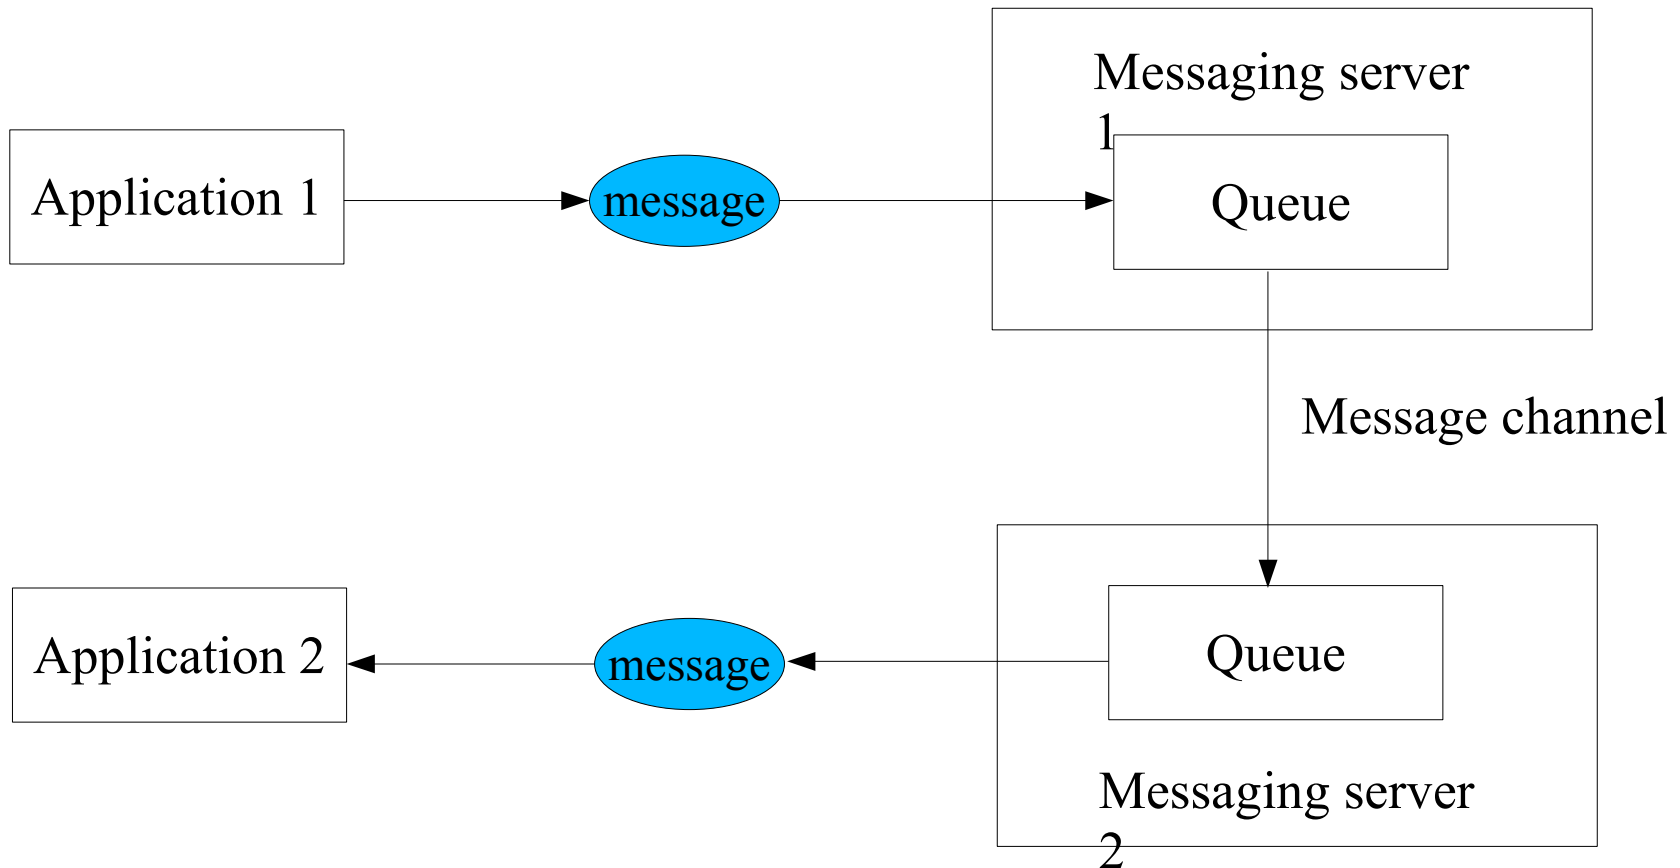 Messaging server
1
Application 1
message
Queue
Message channel
Application 2
message
Queue
Messaging server
2